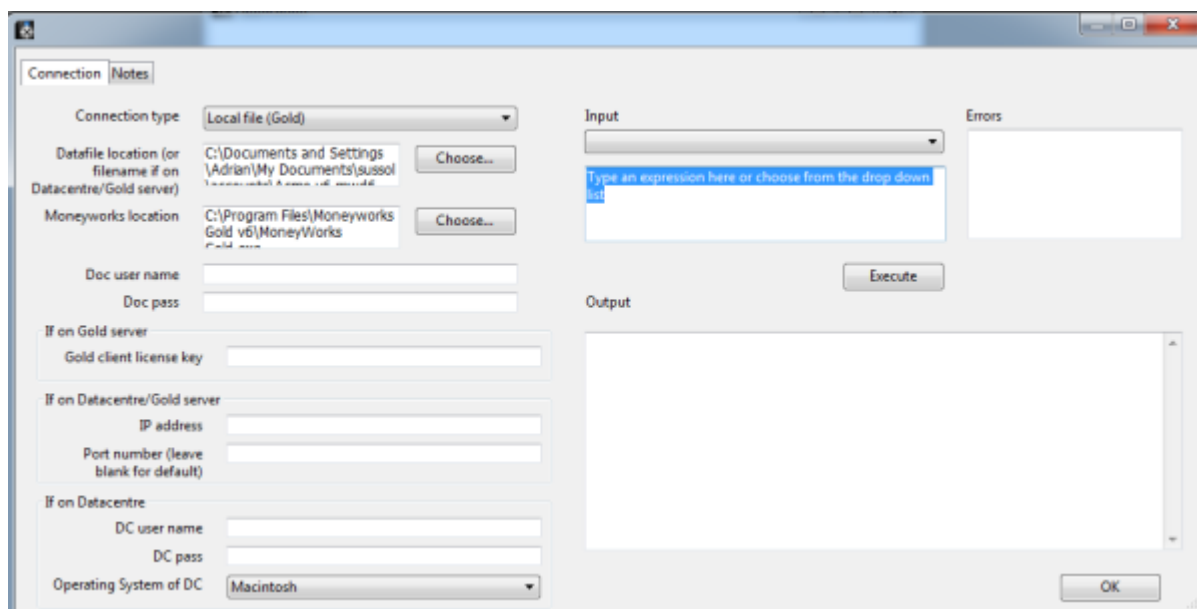 Connection Notes
Connection type
Local file (Gold)
Datafile location (or
filename if on
Datacentre/Gold server)
C:\Documents and Settings
\Adrian\My Documents\sussol
Choose...
Moneyworks location
C:\Program Files\Moneyworks
Gold v6\MoneyWorks
Choose...
Doc user name
Doc pass
If on Gold server
Gold client license key
If on Datacentre/Gold server
IP address
Port number (leave
blank for default)
If on Datacentre
DC user name
DC pass
Operating System of DC
Macintosh
Input
Type an expression here or choose from the drop down
list
Execute
Errors
Output
OK